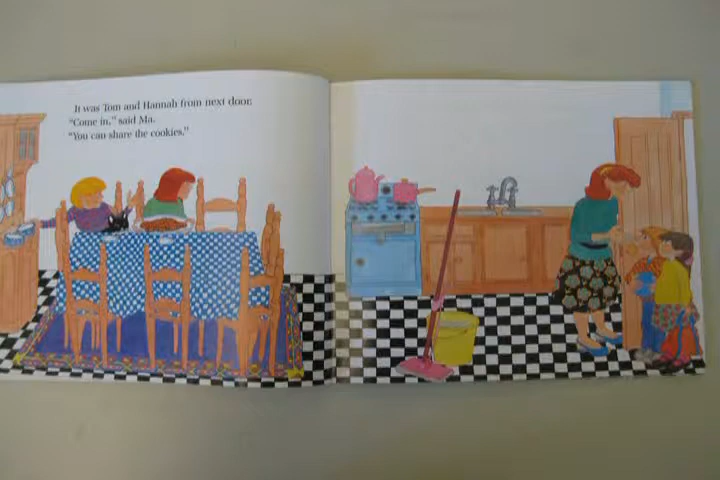 It was Tom and Hannah from next door.
"Come in," said Ma.
"You can share the cookies."